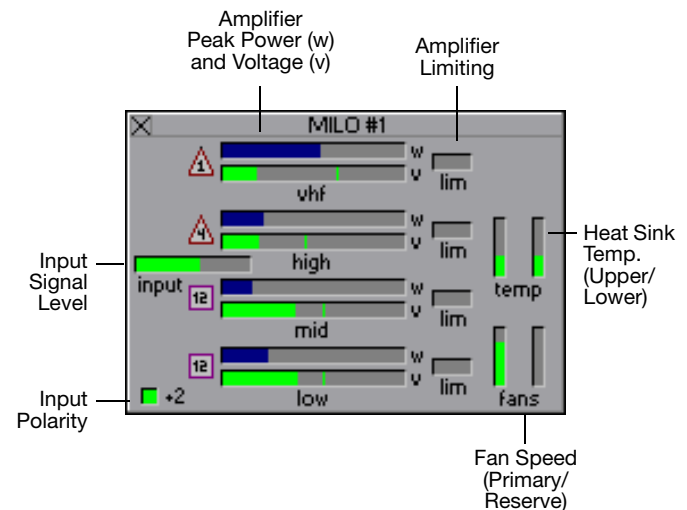 Amplifier
Peak Power (w)
and Voltage (v)
Amplifier
Limiting
MILO #1
1
w
v
lim
vhf
4
w
v
lim
high
Input
Signal
Level
input
12
w
v
lim
mid
temp
Heat Sink
Temp.
(Upper/
Lower)
12
w
v
lim
low
fans
+2
Input
Polarity
Fan Speed
(Primary/
Reserve)